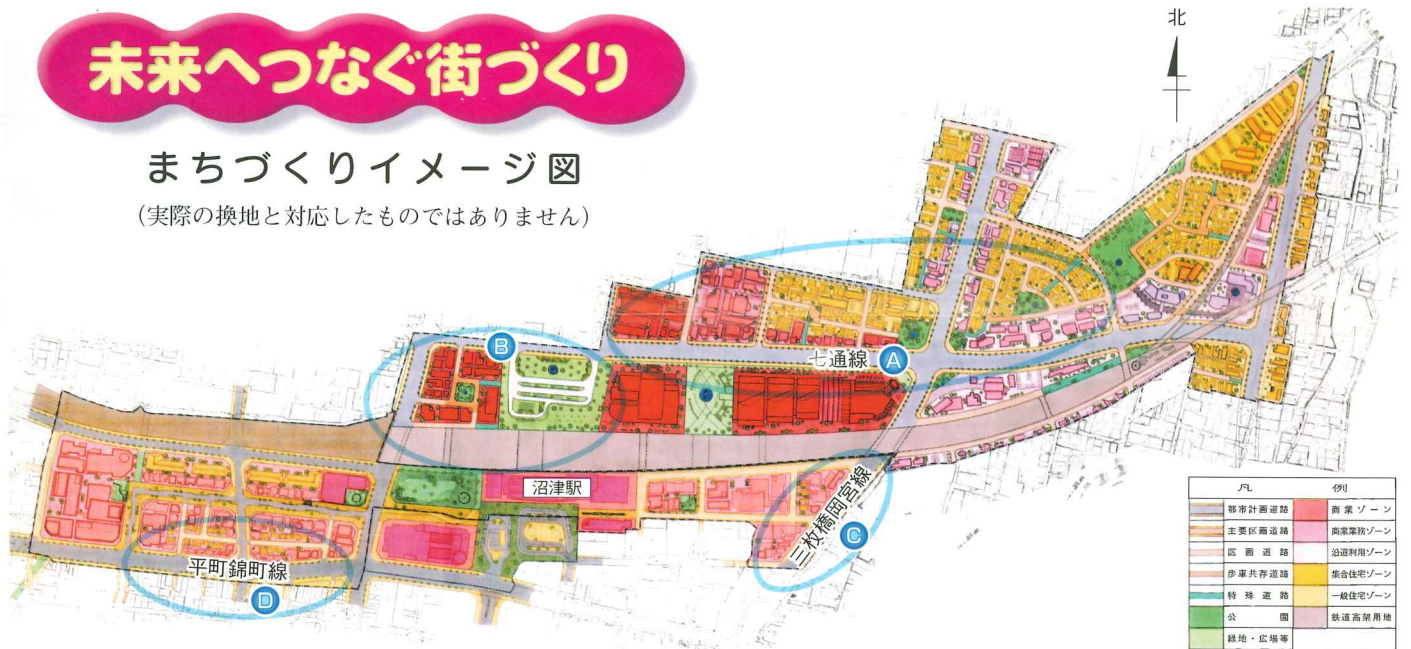 未来へつなぐ街づくり
まちづくりイメージ図
(実際の換地と対応したものではありません)
北
B
七通線 A
沼津駅
三枚橋岡宮線
C
平町錦町線
D
凡例
都市計画道路 商業ゾーン
主要区画道路 商業業務ゾーン
区画道路 沿道利用ゾーン
歩車共存道路 集合住宅ゾーン
特殊道路 一般住宅ゾーン
公園 鉄道高架用地
緑地・広場等